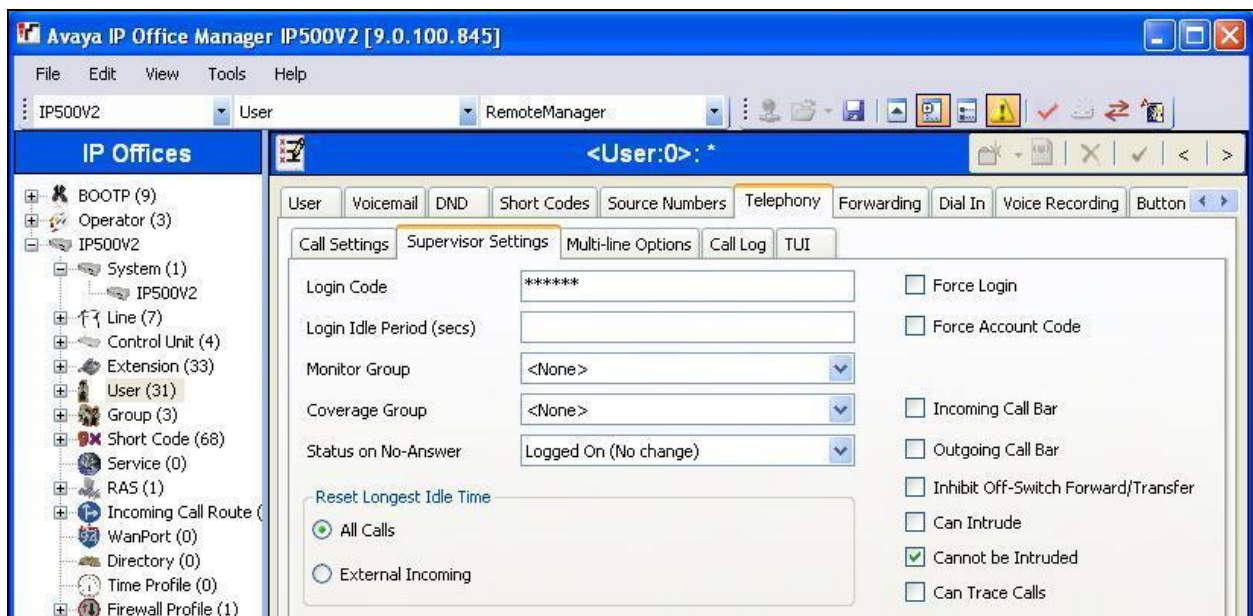 Avaya IP Office Manager IP500V2 [9.0.100.845]
File Edit View Tools Help
IP500V2 User RemoteManager
IP Offices
BOOTP (9)
Operator (3)
IP500V2
System (1)
IP500V2
Line (7)
Control Unit (4)
Extension (33)
User (31)
Group (3)
Short Code (68)
Service (0)
RAS (1)
Incoming Call Route (
WanPort (0)
Directory (0)
Time Profile (0)
Firewall Profile (1)
<User:0>: *
User Voicemail DND Short Codes Source Numbers Telephony Forwarding Dial In Voice Recording Button
Call Settings Supervisor Settings Multi-line Options Call Log TUI
Login Code ******
Login Idle Period (secs)
Monitor Group <None>
Coverage Group <None>
Status on No-Answer Logged On (No change)
Reset Longest Idle Time
All Calls
External Incoming
Force Login
Force Account Code
Incoming Call Bar
Outgoing Call Bar
Inhibit Off-Switch Forward/Transfer
Can Intrude
Cannot be Intruded
Can Trace Calls